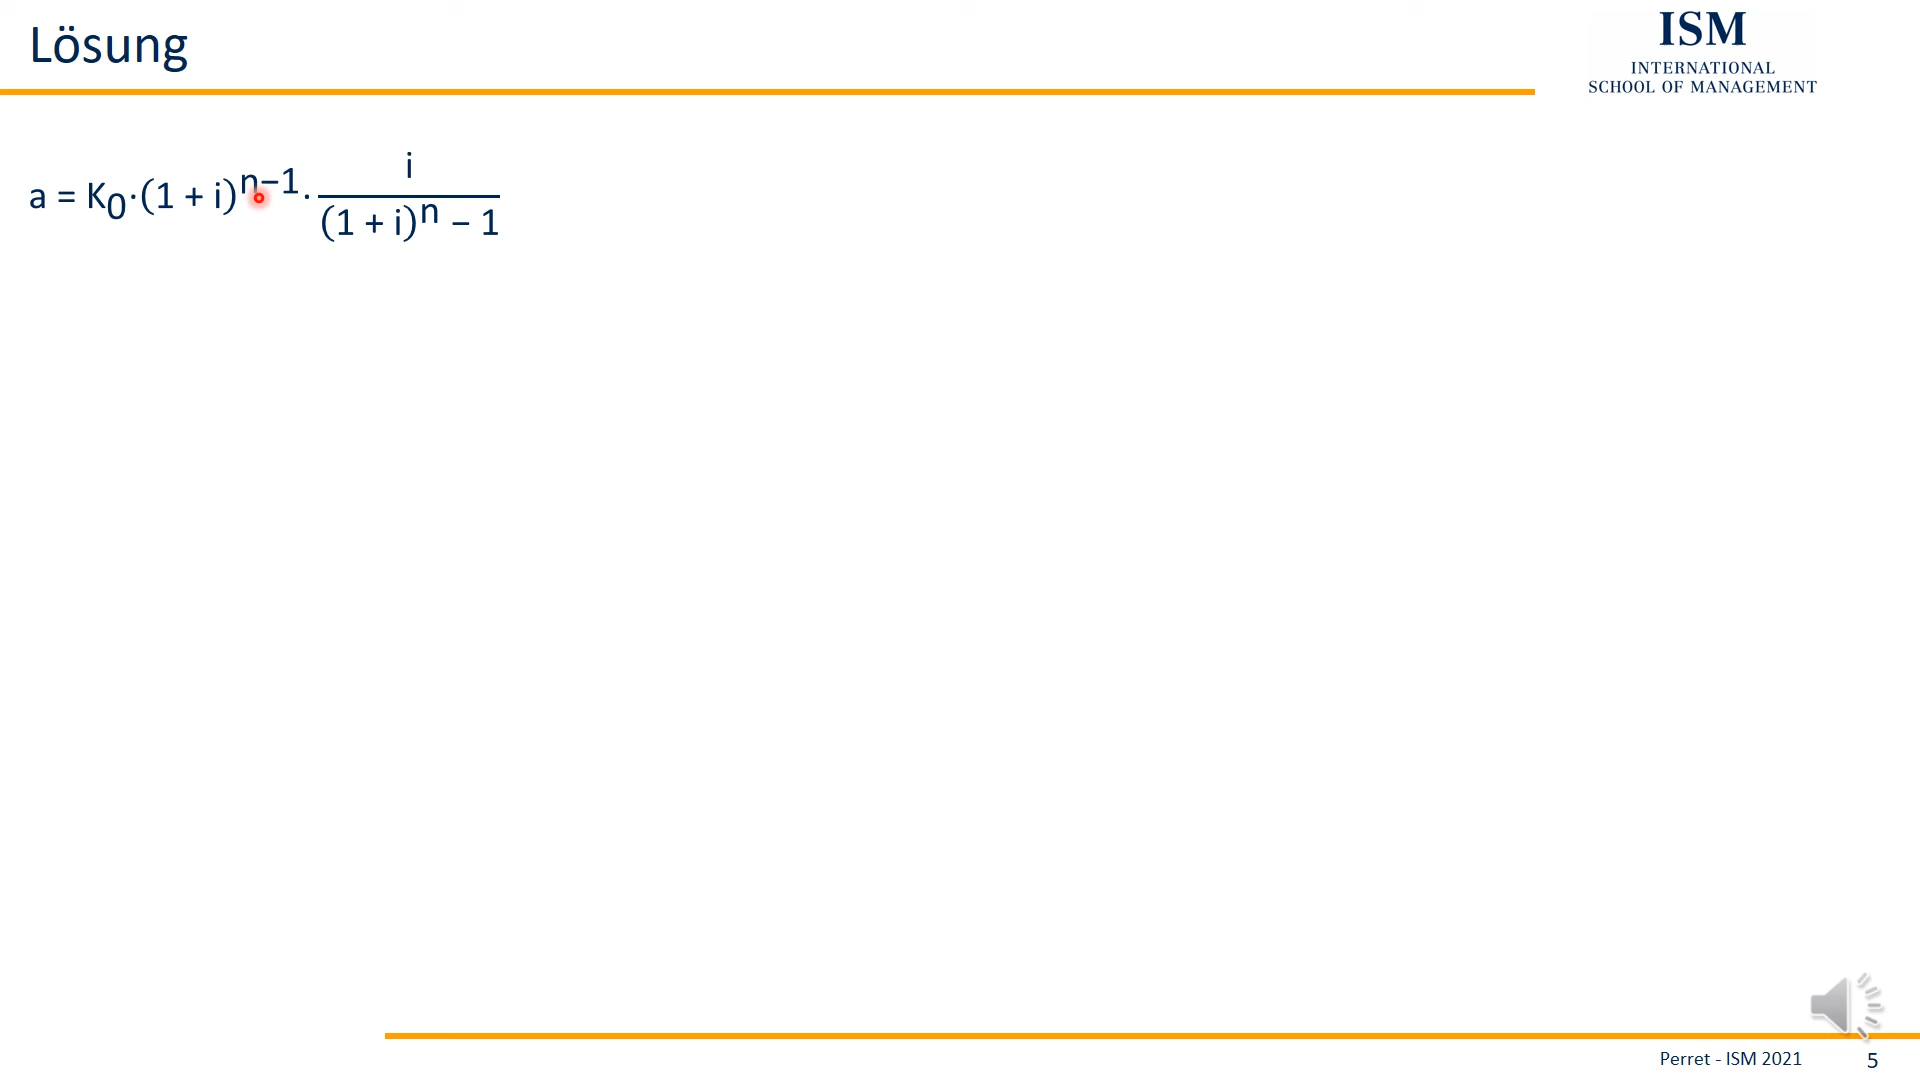 Lösung
ISM
INTERNATIONAL
SCHOOL OF MANAGEMENT
a = K₀·(1 + i)ⁿ⁻¹· i / ((1 + i)ⁿ − 1)
Perret - ISM 2021
5